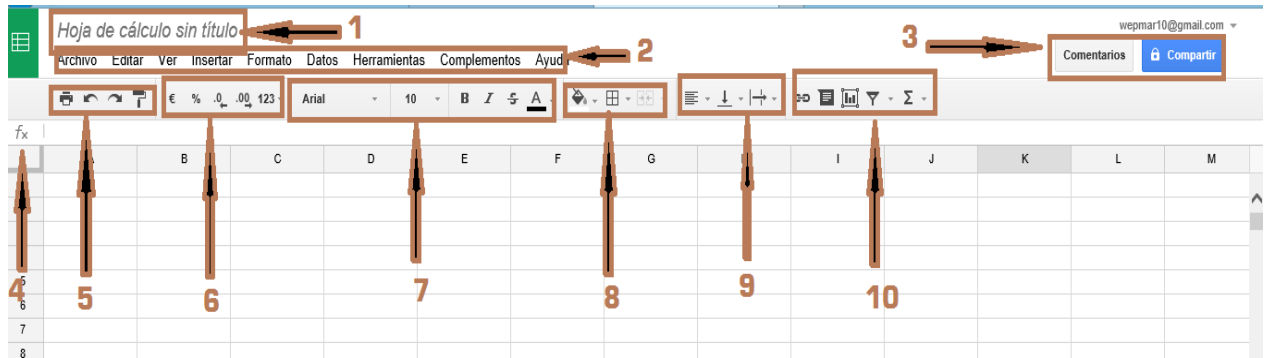 Hoja de cálculo sin título
1
wepmar10@gmail.com
Archivo Editar Ver Insertar Formato Datos Herramientas Complementos Ayuda
2
3
Comentarios Compartir
€ % .0 .00 123 Arial 10 B I S A Σ
fx
A B C D E F G I J K L M
4 5 6 7 8 9 10
5
6
7
8